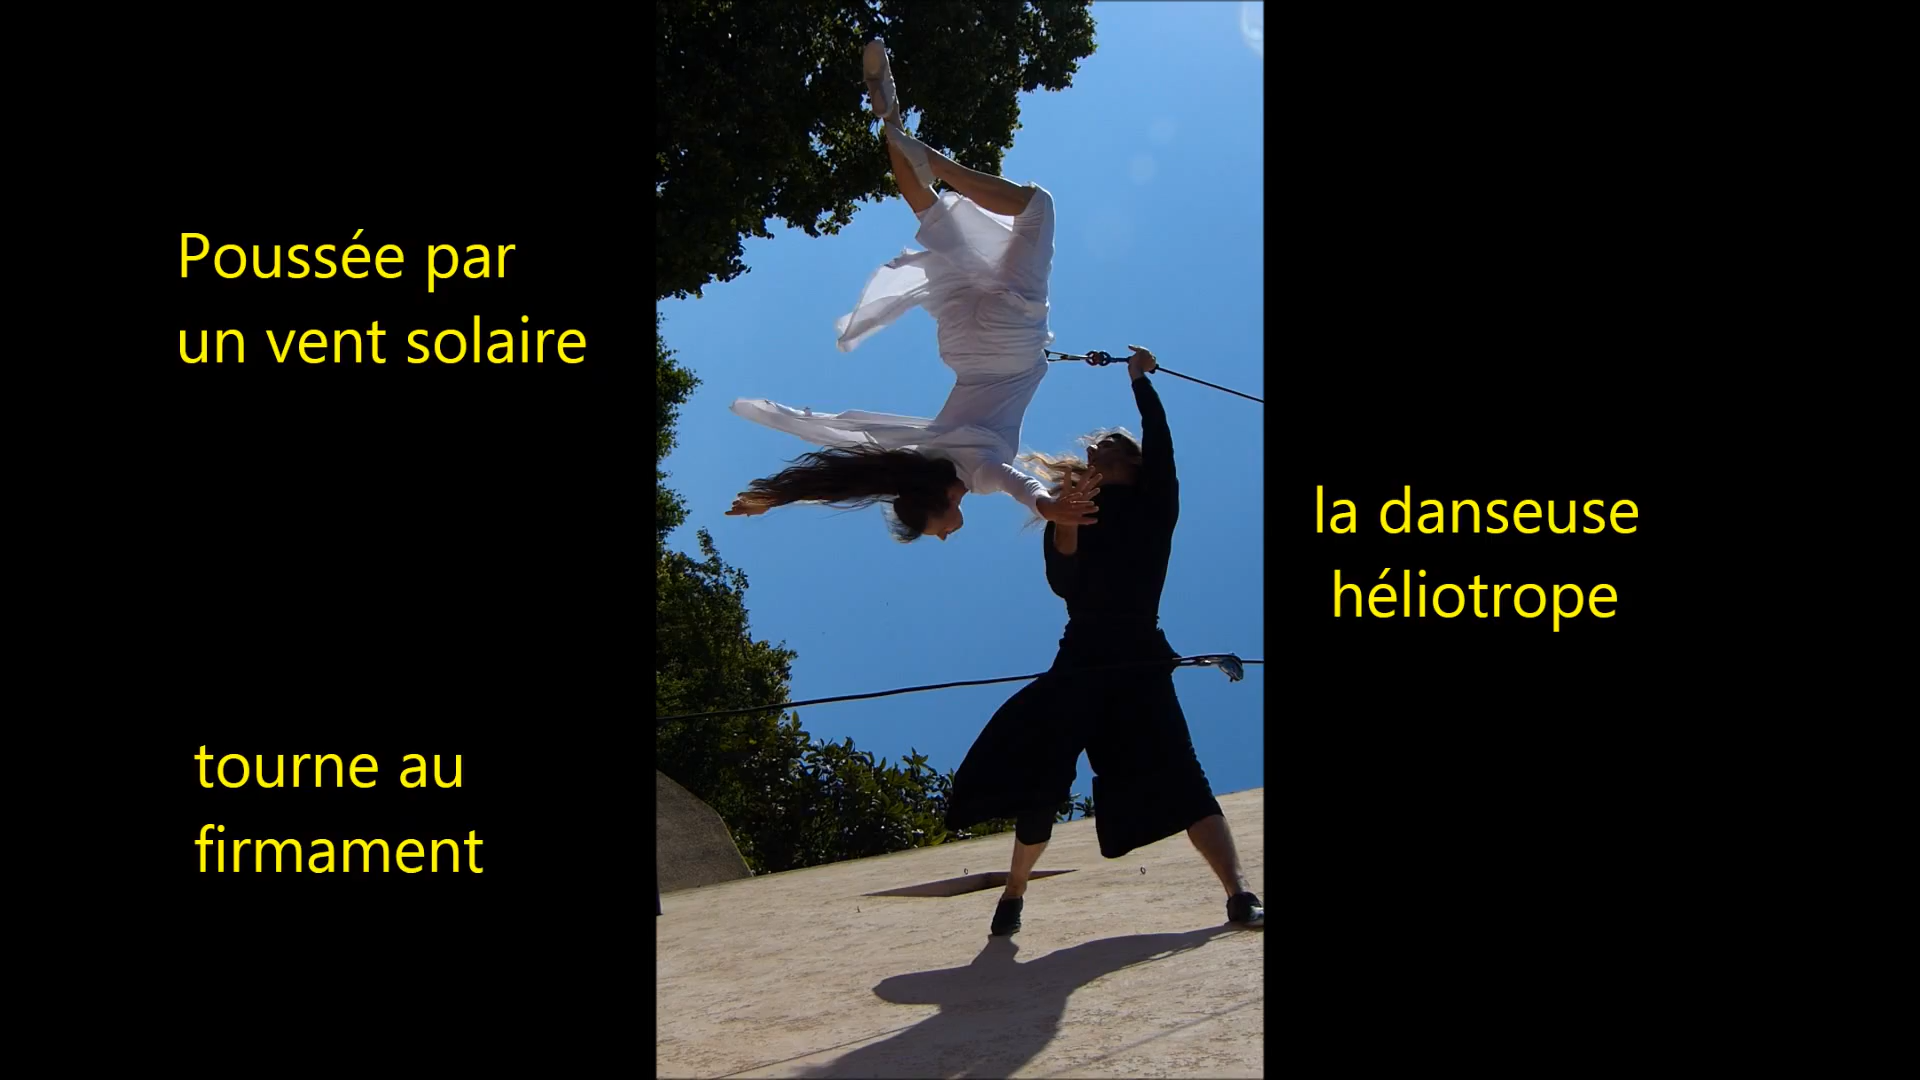 Poussée par
un vent solaire
la danseuse
héliotrope
tourne au
firmament